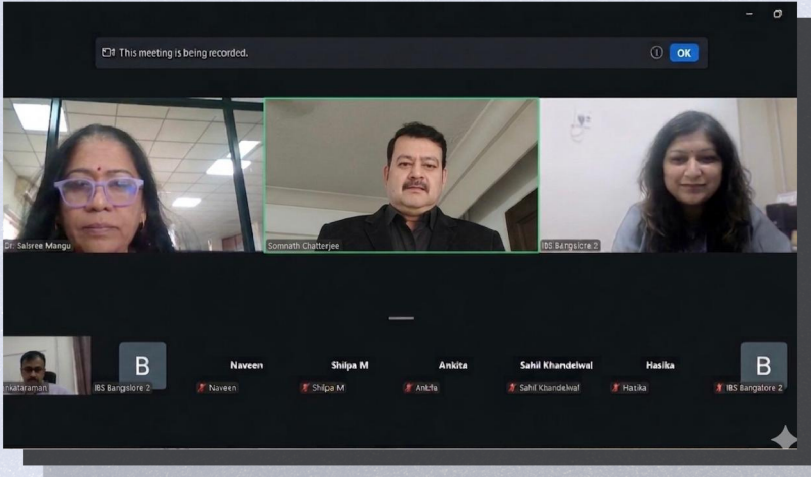 This meeting is being recorded.
OK
Dr. Saisree Mangu
Somnath Chatterjee
IBS Bangalore 2
nkataraman
B
IBS Bangalore 2
Naveen
Naveen
Shilpa M
Shilpa M
Ankita
Ankita
Sahil Khandelwal
Sahil Khandelwal
Hasika
Hasika
B
IBS Bangalore 2